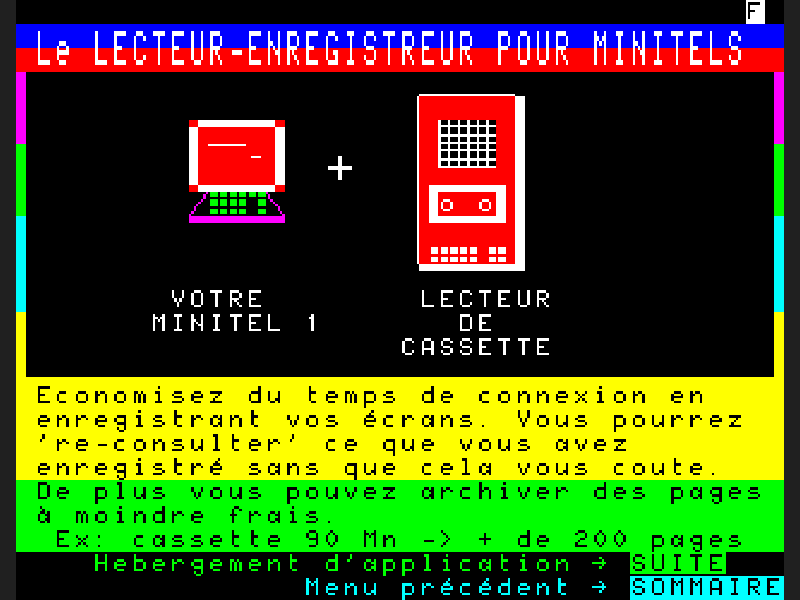 F
Le LECTEUR-ENREGISTREUR POUR MINITELS
+
VOTRE
MINITEL 1
LECTEUR
DE
CASSETTE
Economisez du temps de connexion en
enregistrant vos écrans. Vous pourrez
're-consulter' ce que vous avez
enregistré sans que cela vous coute.
De plus vous pouvez archiver des pages
à moindre frais.
Ex: cassette 90 Mn -> + de 200 pages
Hebergement d'application → SUITE
Menu précédent → SOMMAIRE